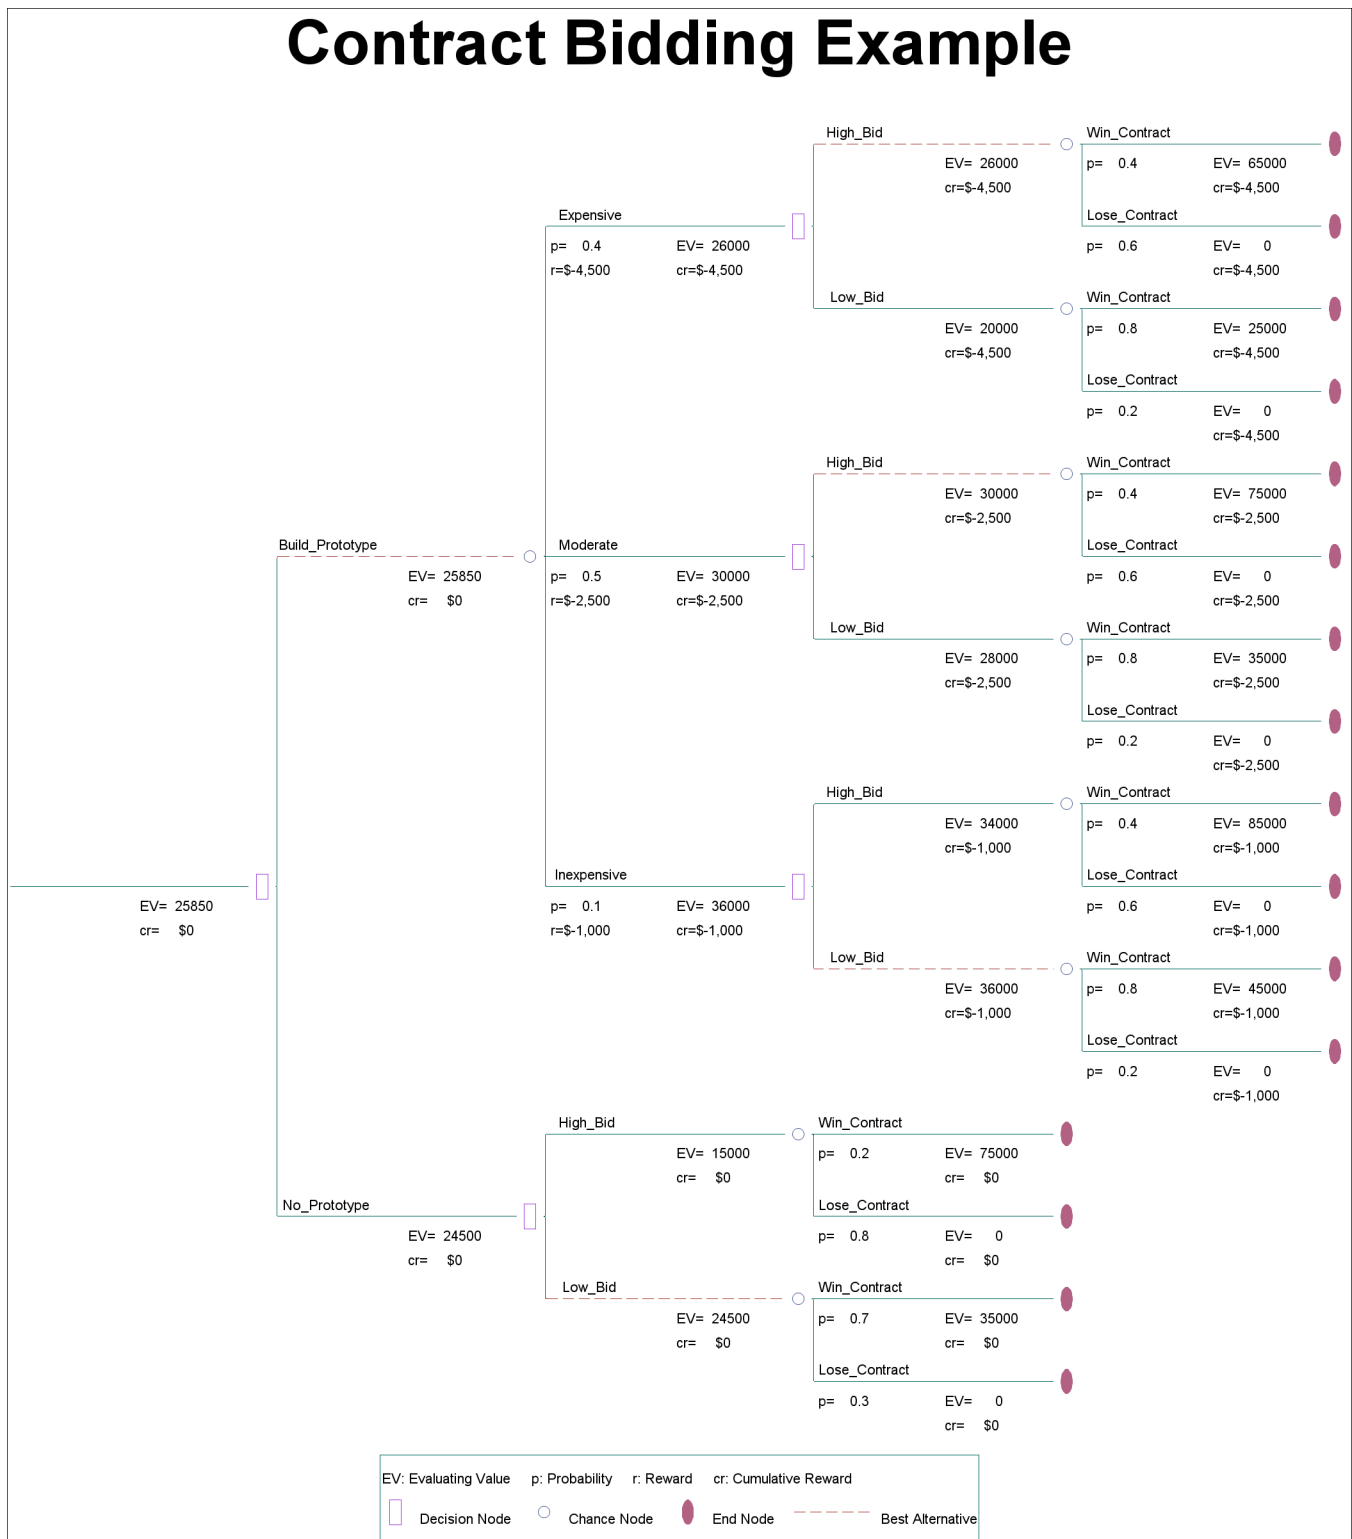 Contract Bidding Example
High_Bid Win_Contract
EV= 26000 p= 0.4 EV= 65000
cr=$-4,500 cr=$-4,500
Expensive Lose_Contract
p= 0.4 EV= 26000 p= 0.6 EV= 0
r=$-4,500 cr=$-4,500 cr=$-4,500
Low_Bid Win_Contract
EV= 20000 p= 0.8 EV= 25000
cr=$-4,500 cr=$-4,500
Lose_Contract
p= 0.2 EV= 0
cr=$-4,500
High_Bid Win_Contract
EV= 30000 p= 0.4 EV= 75000
cr=$-2,500 cr=$-2,500
Build_Prototype Moderate Lose_Contract
EV= 25850 p= 0.5 EV= 30000 p= 0.6 EV= 0
cr= $0 r=$-2,500 cr=$-2,500 cr=$-2,500
Low_Bid Win_Contract
EV= 28000 p= 0.8 EV= 35000
cr=$-2,500 cr=$-2,500
Lose_Contract
p= 0.2 EV= 0
cr=$-2,500
High_Bid Win_Contract
EV= 34000 p= 0.4 EV= 85000
cr=$-1,000 cr=$-1,000
Inexpensive Lose_Contract
EV= 25850 p= 0.1 EV= 36000 p= 0.6 EV= 0
cr= $0 r=$-1,000 cr=$-1,000 cr=$-1,000
Low_Bid Win_Contract
EV= 36000 p= 0.8 EV= 45000
cr=$-1,000 cr=$-1,000
Lose_Contract
p= 0.2 EV= 0
cr=$-1,000
High_Bid Win_Contract
EV= 15000 p= 0.2 EV= 75000
cr= $0 cr= $0
No_Prototype Lose_Contract
EV= 24500 p= 0.8 EV= 0
cr= $0 cr= $0
Low_Bid Win_Contract
EV= 24500 p= 0.7 EV= 35000
cr= $0 cr= $0
Lose_Contract
p= 0.3 EV= 0
cr= $0
EV: Evaluating Value p: Probability r: Reward cr: Cumulative Reward
Decision Node Chance Node End Node Best Alternative